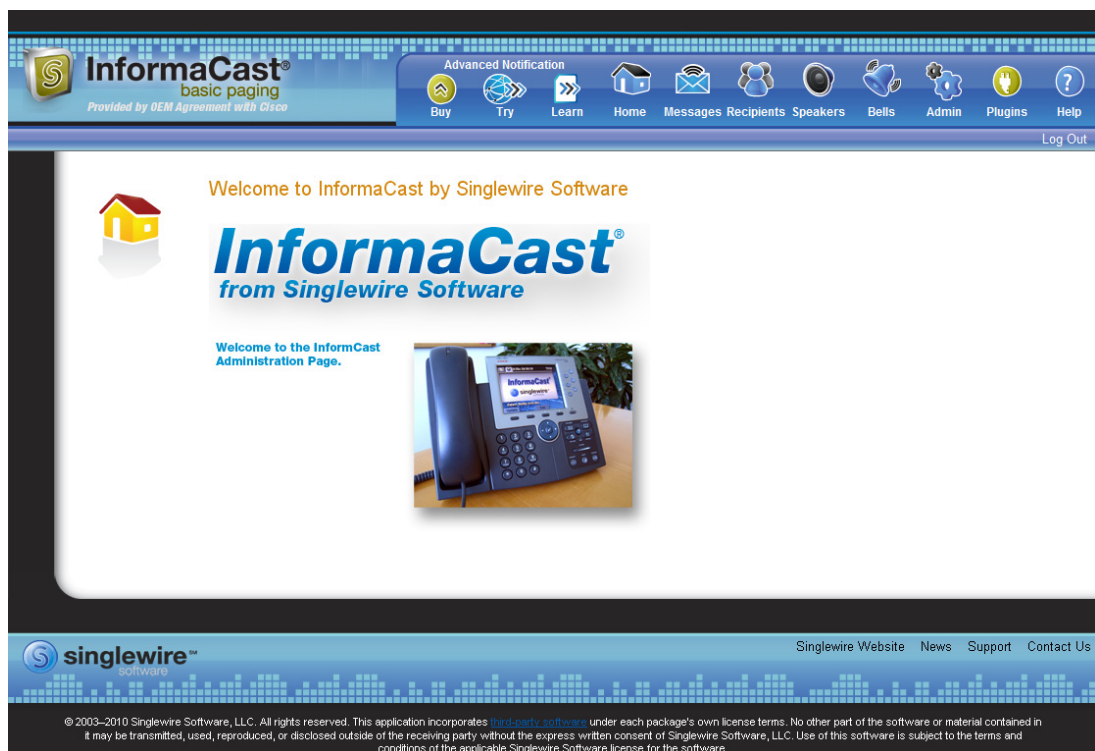 InformaCast®
basic paging
Provided by OEM Agreement with Cisco
Advanced Notification
Buy Try Learn Home Messages Recipients Speakers Bells Admin Plugins Help
Log Out
Welcome to InformaCast by Singlewire Software
InformaCast®
from Singlewire Software
Welcome to the InformCast
Administration Page.
InformaCast
singlewire
singlewire℠
software
Singlewire Website News Support Contact Us
© 2003–2010 Singlewire Software, LLC. All rights reserved. This application incorporates third-party software under each package's own license terms. No other part of the software or material contained in
it may be transmitted, used, reproduced, or disclosed outside of the receiving party without the express written consent of Singlewire Software, LLC. Use of this software is subject to the terms and
conditions of the applicable Singlewire Software license for the software.